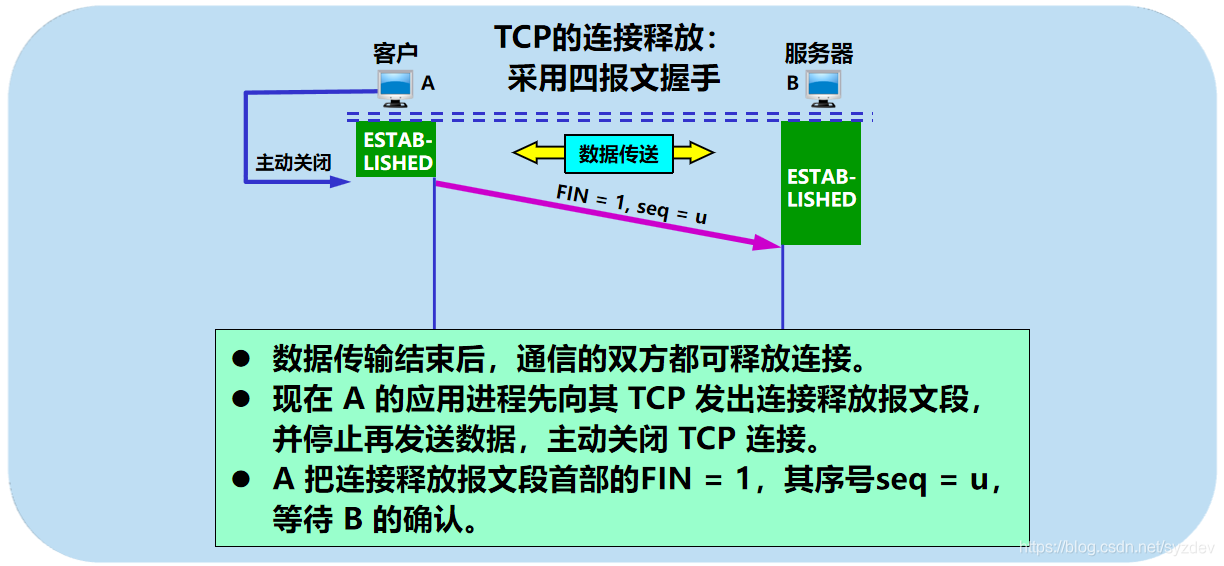 TCP的连接释放：
采用四报文握手
客户
A
服务器
B
ESTAB-
LISHED
数据传送
ESTAB-
LISHED
主动关闭
FIN = 1, seq = u
● 数据传输结束后，通信的双方都可释放连接。
● 现在 A 的应用进程先向其 TCP 发出连接释放报文段，
并停止再发送数据，主动关闭 TCP 连接。
● A 把连接释放报文段首部的FIN = 1，其序号seq = u，
等待 B 的确认。
https://blog.csdn.net/syzdev